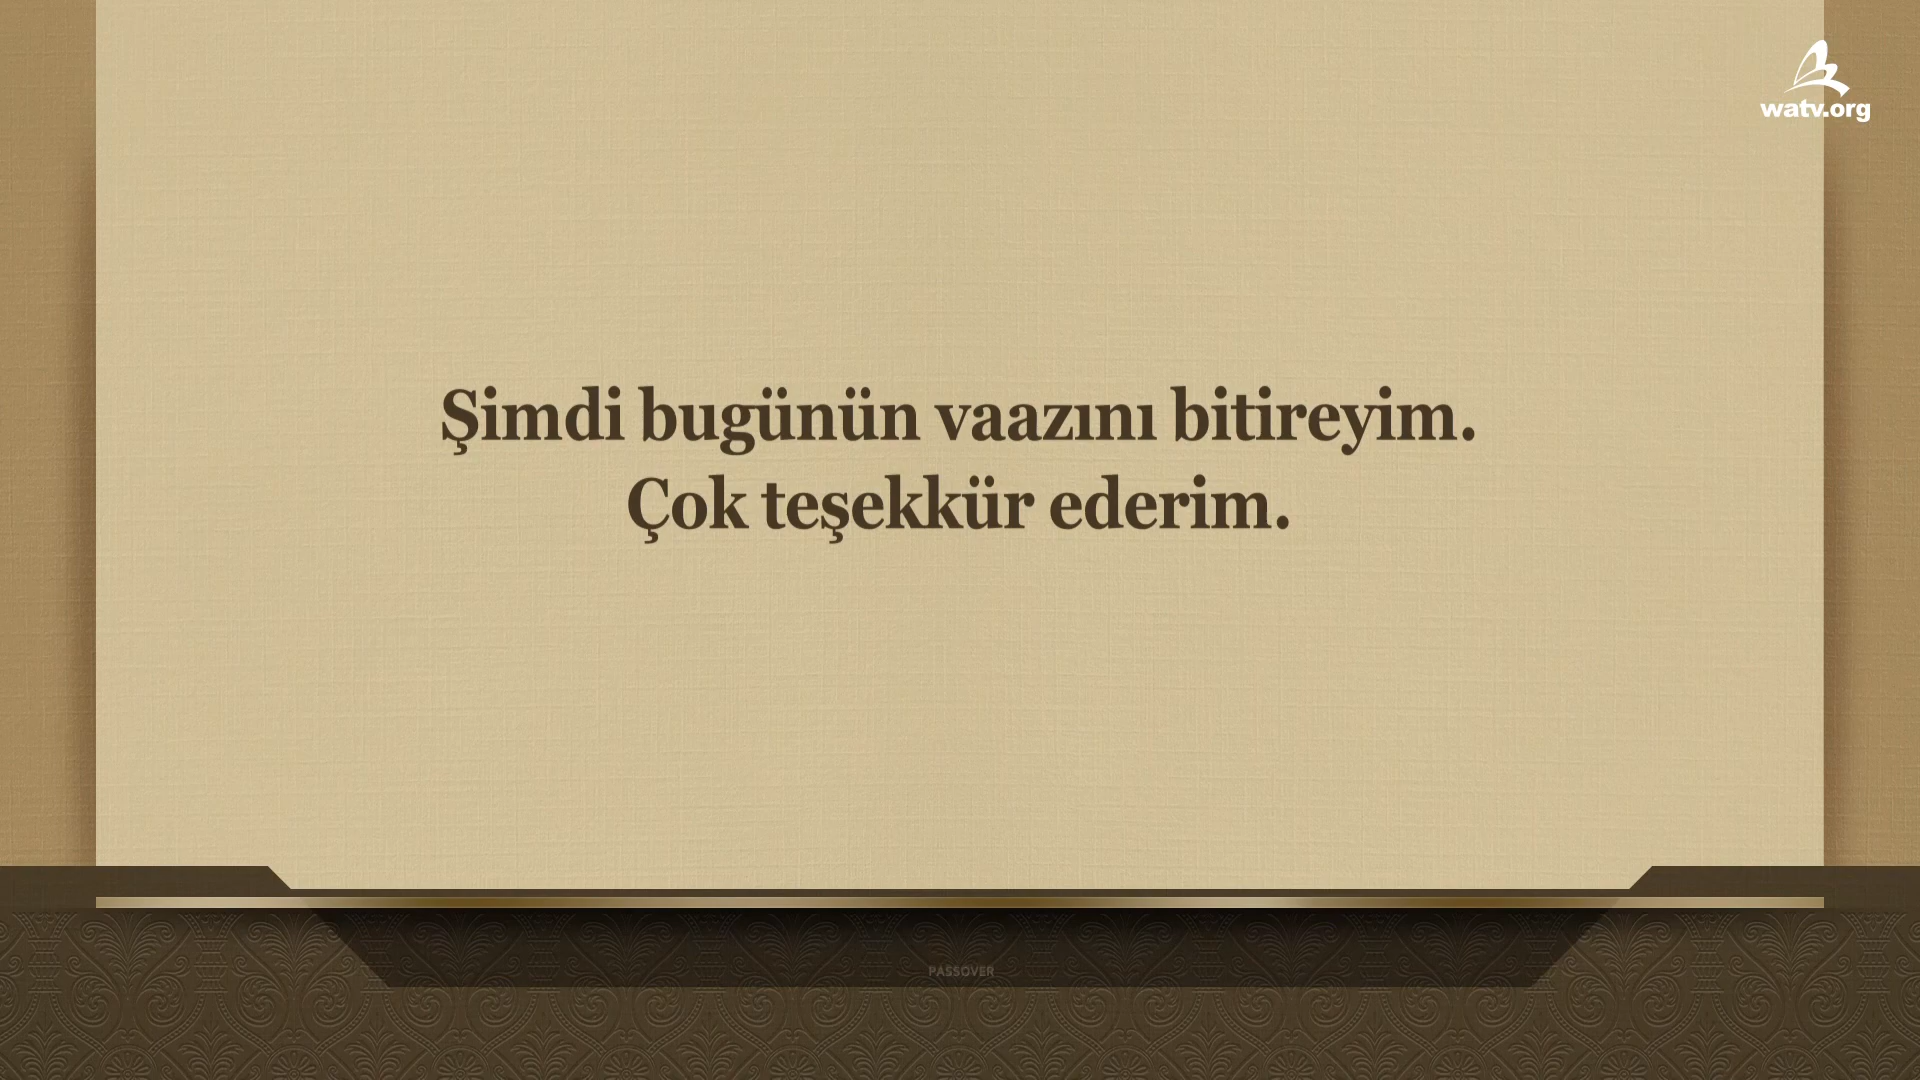 watv.org
Şimdi bugünün vaazını bitireyim.
Çok teşekkür ederim.
PASSOVER